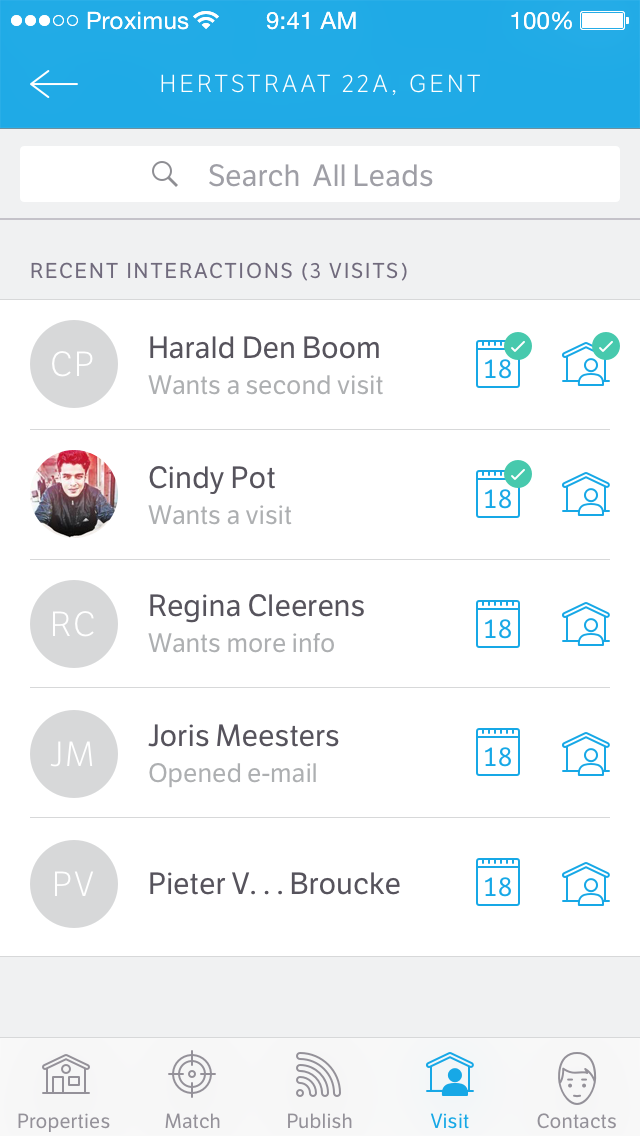 Proximus 9:41 AM 100%
HERTSTRAAT 22A, GENT
Search All Leads
RECENT INTERACTIONS (3 VISITS)
CP Harald Den Boom 18
Wants a second visit
Cindy Pot 18
Wants a visit
RC Regina Cleerens 18
Wants more info
JM Joris Meesters 18
Opened e-mail
PV Pieter V... Broucke 18
Properties Match Publish Visit Contacts